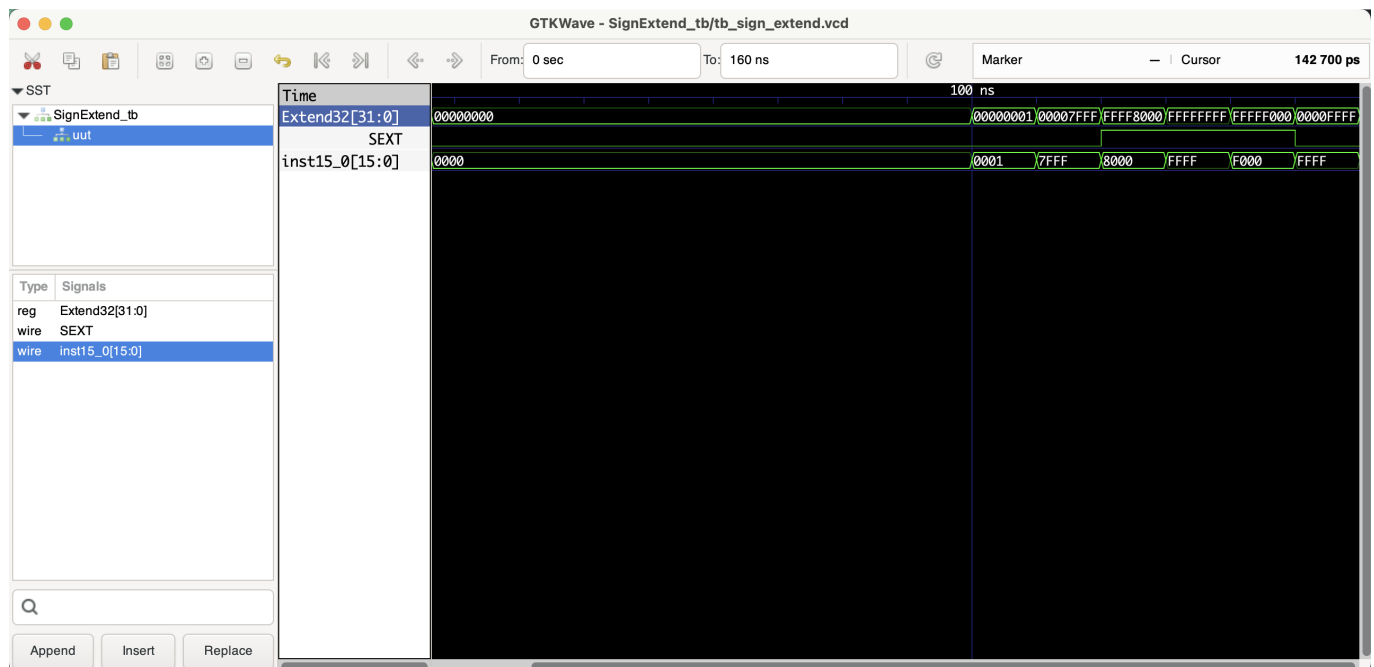 GTKWave - SignExtend_tb/tb_sign_extend.vcd
From: 0 sec To: 160 ns Marker — | Cursor 142 700 ps
SST
SignExtend_tb
uut
Type Signals
reg Extend32[31:0]
wire SEXT
wire inst15_0[15:0]
Append Insert Replace
Time 100 ns
Extend32[31:0] 00000000 00000001 00007FFF FFFF8000 FFFFFFFF FFFFF000 0000FFFF
SEXT
inst15_0[15:0] 0000 0001 7FFF 8000 FFFF F000 FFFF